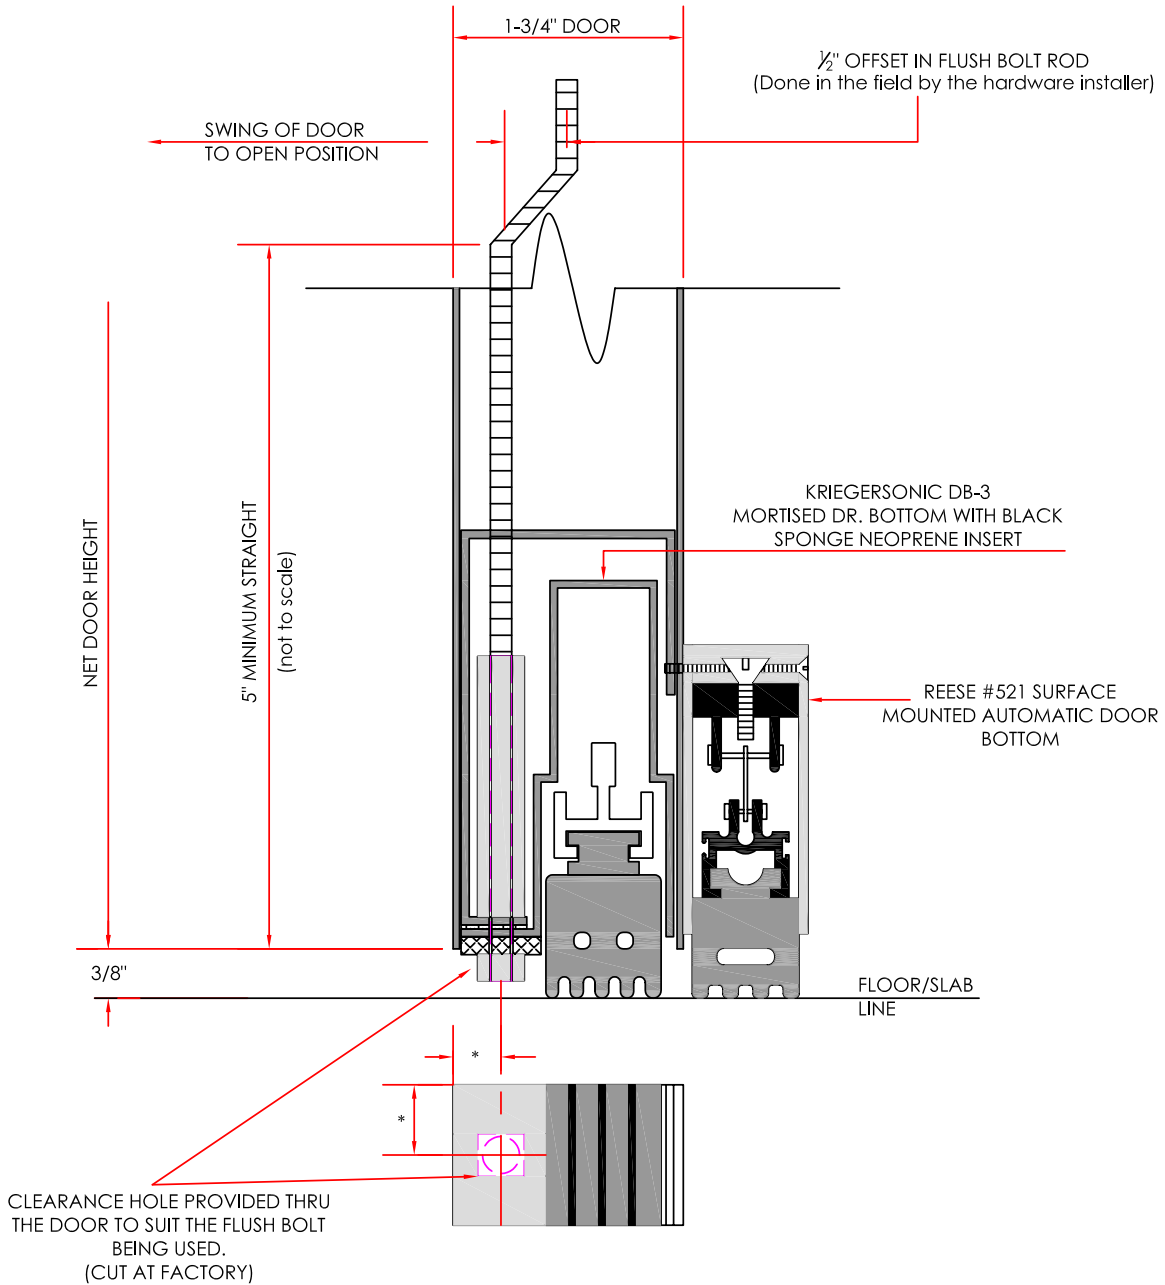 1-3/4" DOOR
½" OFFSET IN FLUSH BOLT ROD
(Done in the field by the hardware installer)
SWING OF DOOR
TO OPEN POSITION
NET DOOR HEIGHT
5" MINIMUM STRAIGHT
(not to scale)
KRIEGERSONIC DB-3
MORTISED DR. BOTTOM WITH BLACK
SPONGE NEOPRENE INSERT
REESE #521 SURFACE
MOUNTED AUTOMATIC DOOR
BOTTOM
3/8"
FLOOR/SLAB
LINE
*
*
CLEARANCE HOLE PROVIDED THRU
THE DOOR TO SUIT THE FLUSH BOLT
BEING USED.
(CUT AT FACTORY)